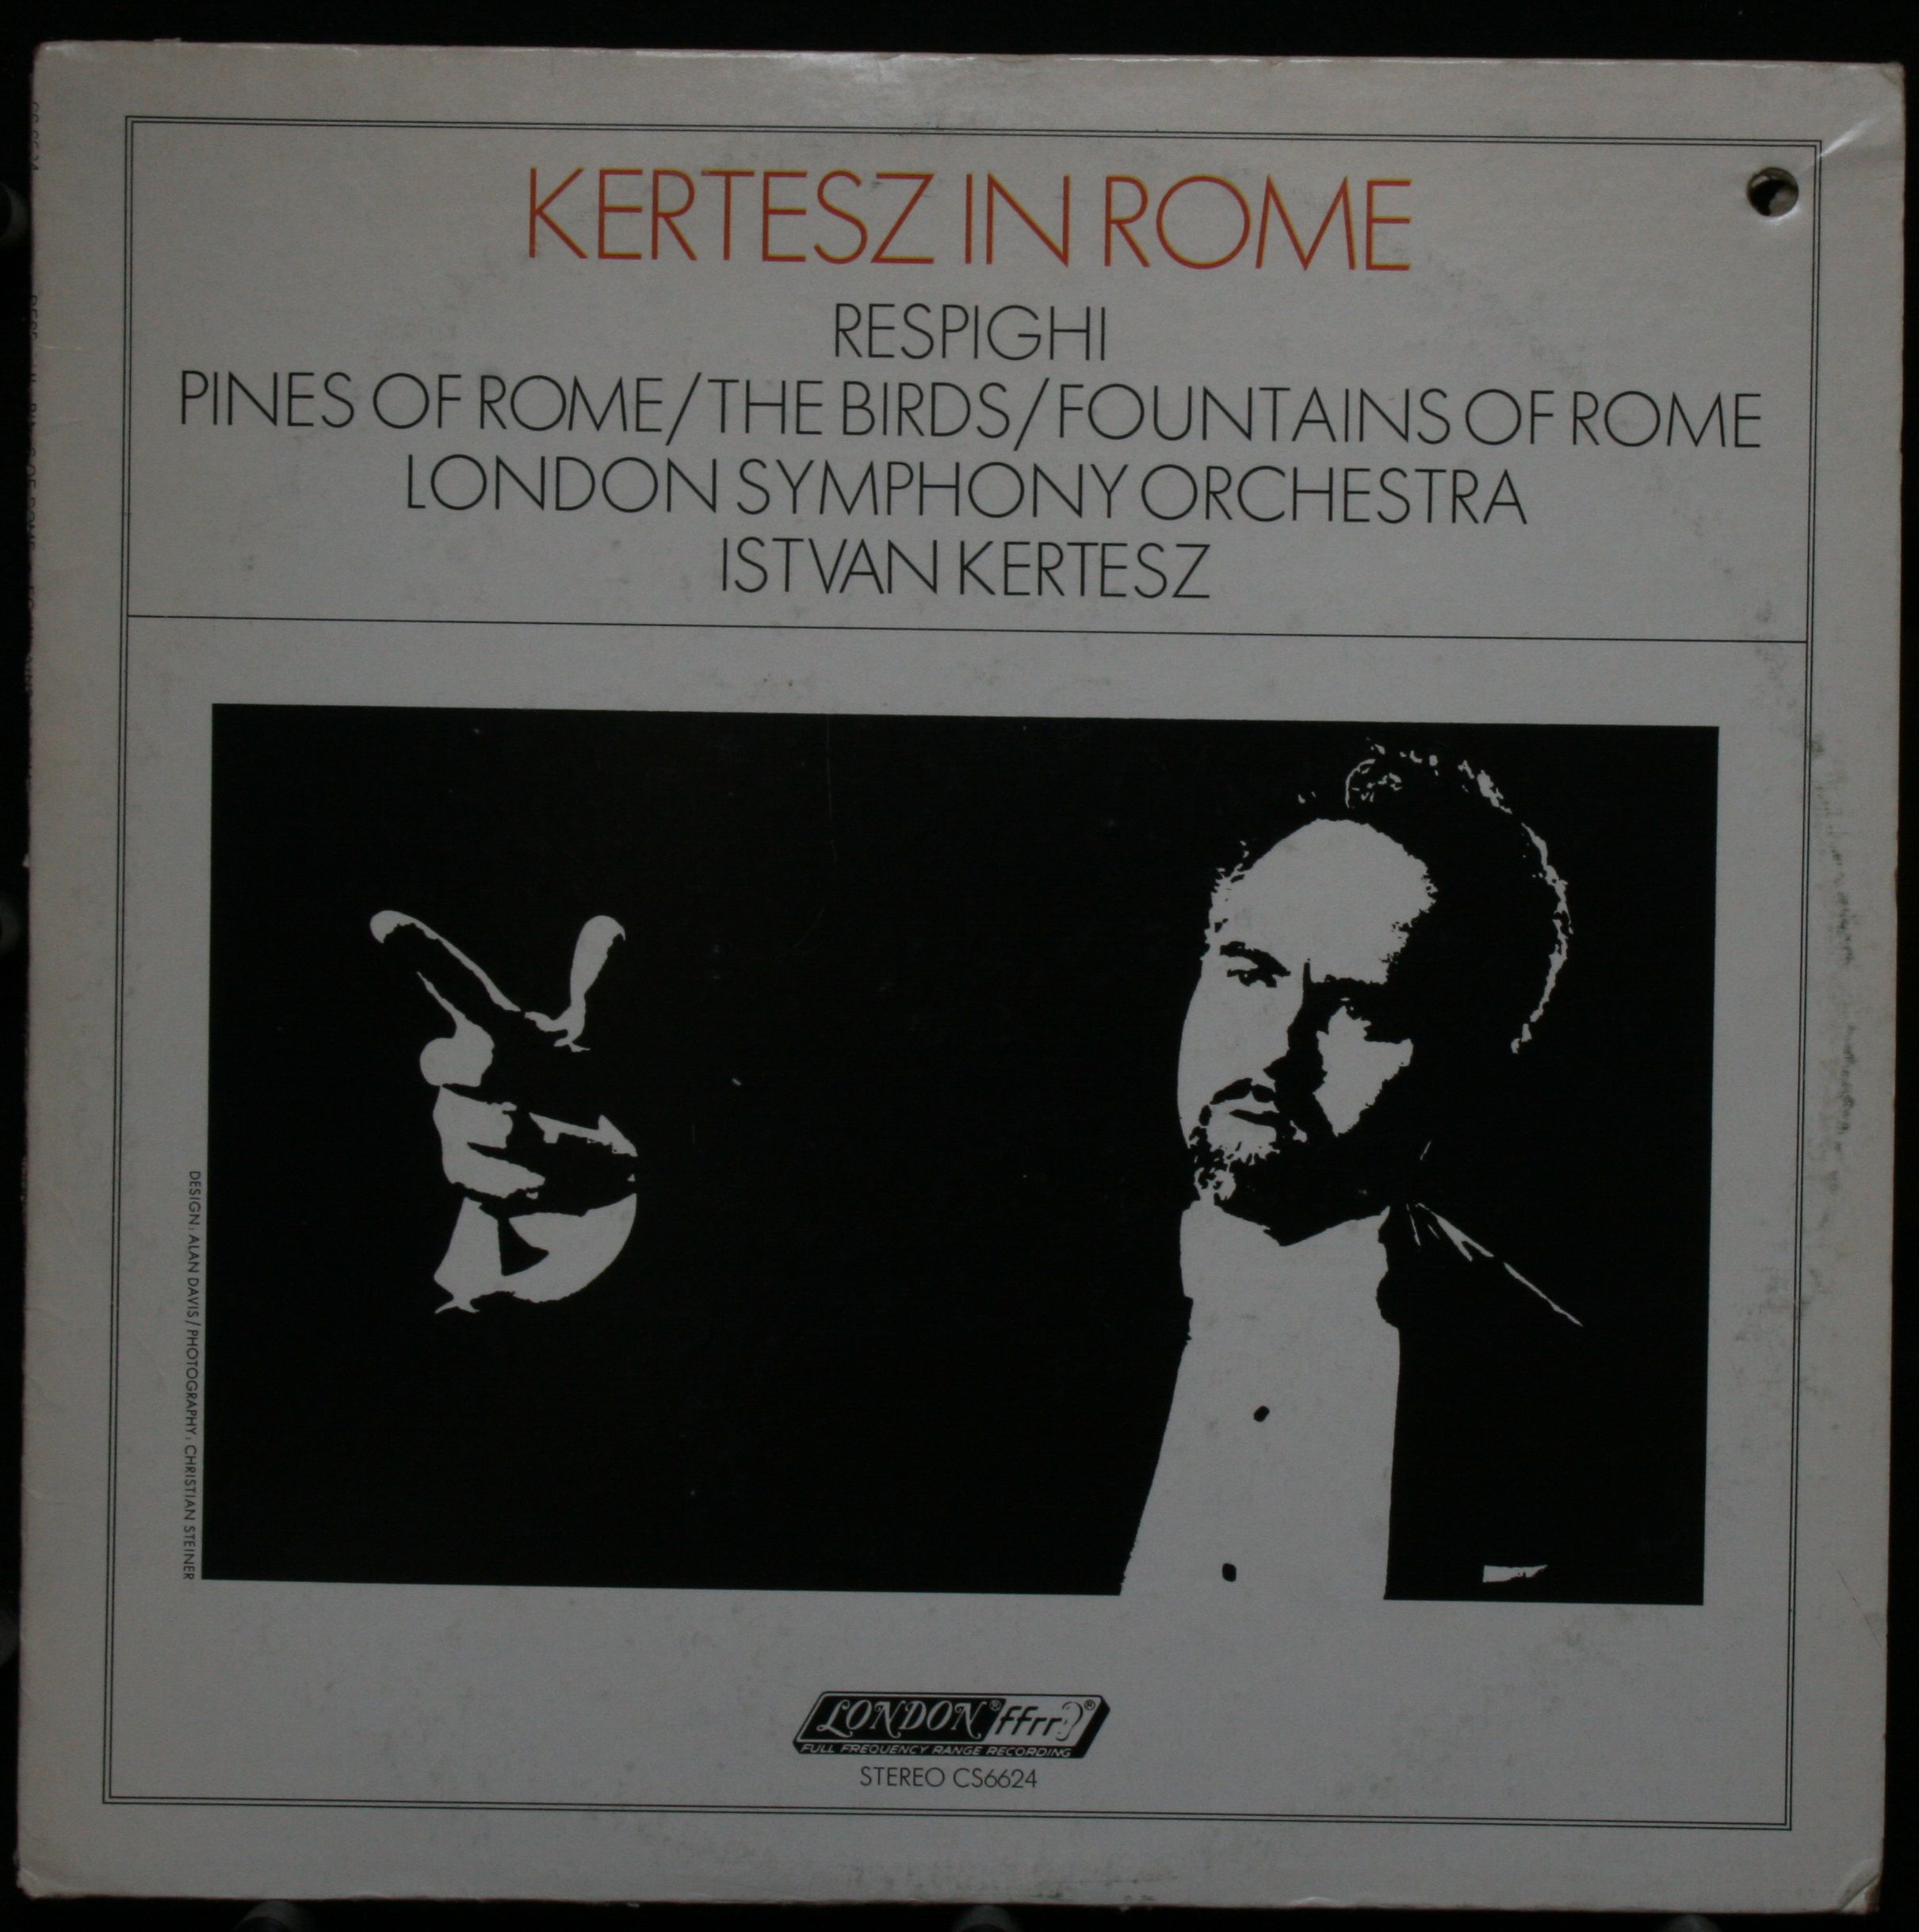 KERTESZ IN ROME
RESPIGHI
PINES OF ROME/THE BIRDS/FOUNTAINS OF ROME
LONDON SYMPHONY ORCHESTRA
ISTVAN KERTESZ
DESIGN: ALAN DAVIS / PHOTOGRAPHY: CHRISTIAN STEINER
LONDON® ffrr®
FULL FREQUENCY RANGE RECORDING
STEREO CS6624